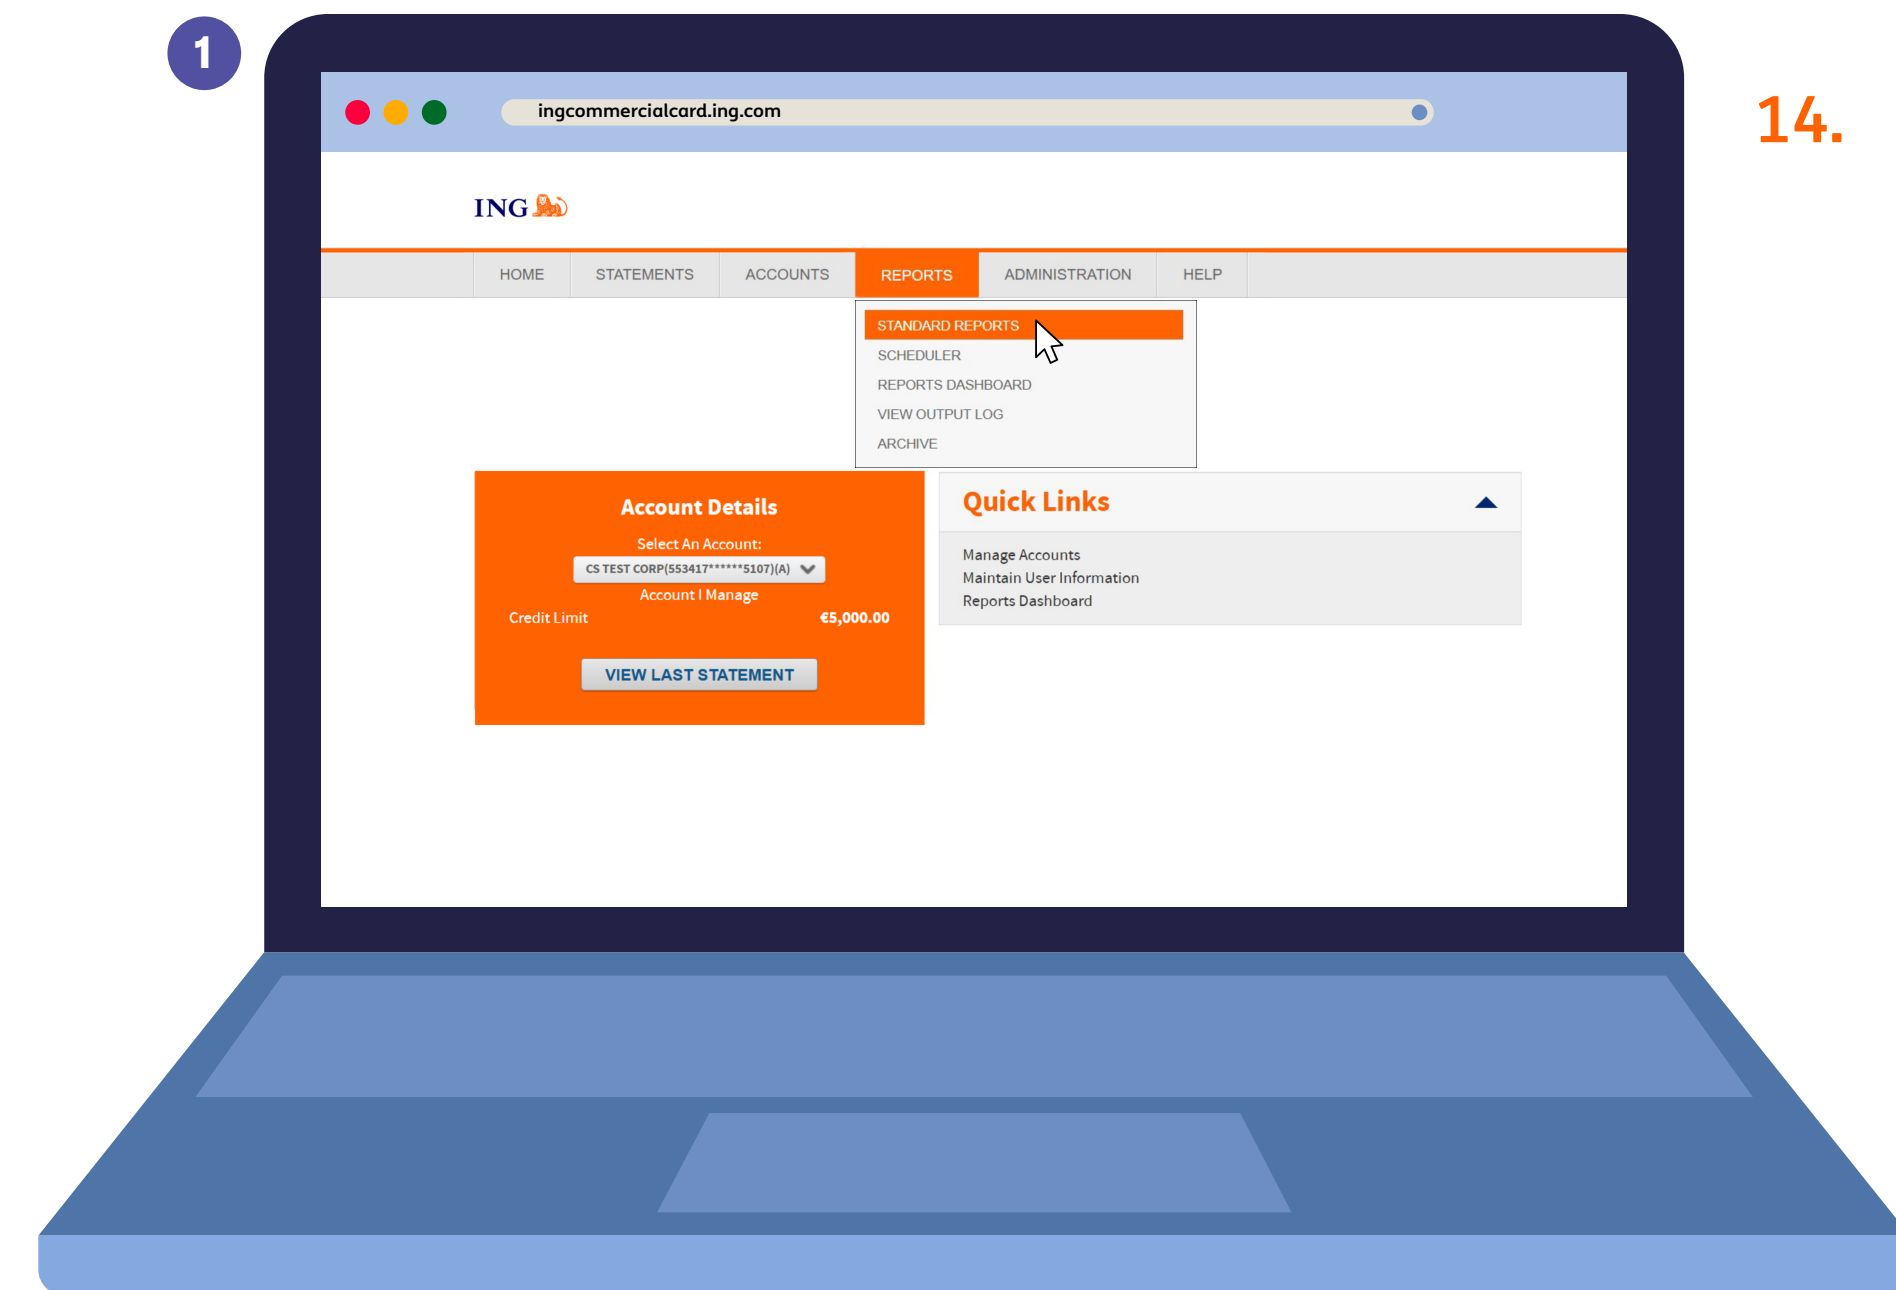 1
ingcommercialcard.ing.com
14.
ING
HOME STATEMENTS ACCOUNTS REPORTS ADMINISTRATION HELP
STANDARD REPORTS
SCHEDULER
REPORTS DASHBOARD
VIEW OUTPUT LOG
ARCHIVE
Account Details
Select An Account:
CS TEST CORP(553417******5107)(A)
Account I Manage
Credit Limit €5,000.00
VIEW LAST STATEMENT
Quick Links
Manage Accounts
Maintain User Information
Reports Dashboard